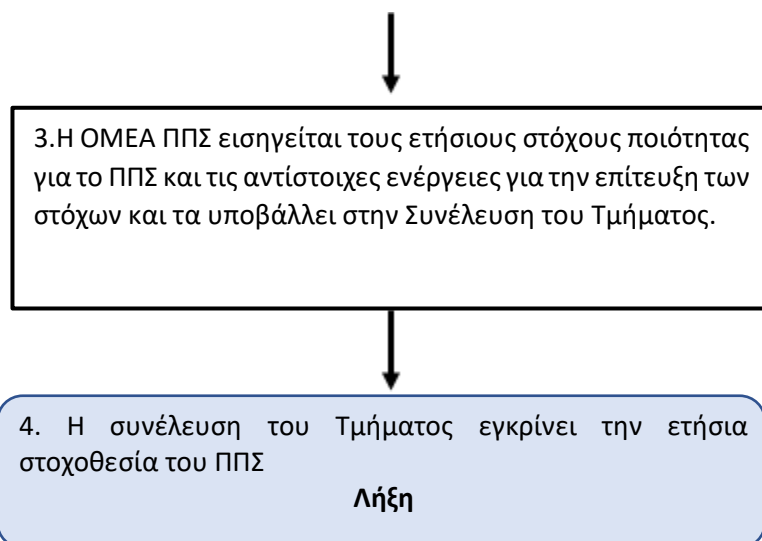 3.Η ΟΜΕΑ ΠΠΣ εισηγείται τους ετήσιους στόχους ποιότητας
για το ΠΠΣ και τις αντίστοιχες ενέργειες για την επίτευξη των
στόχων και τα υποβάλλει στην Συνέλευση του Τμήματος.
4. Η συνέλευση του Τμήματος εγκρίνει την ετήσια
στοχοθεσία του ΠΠΣ
Λήξη